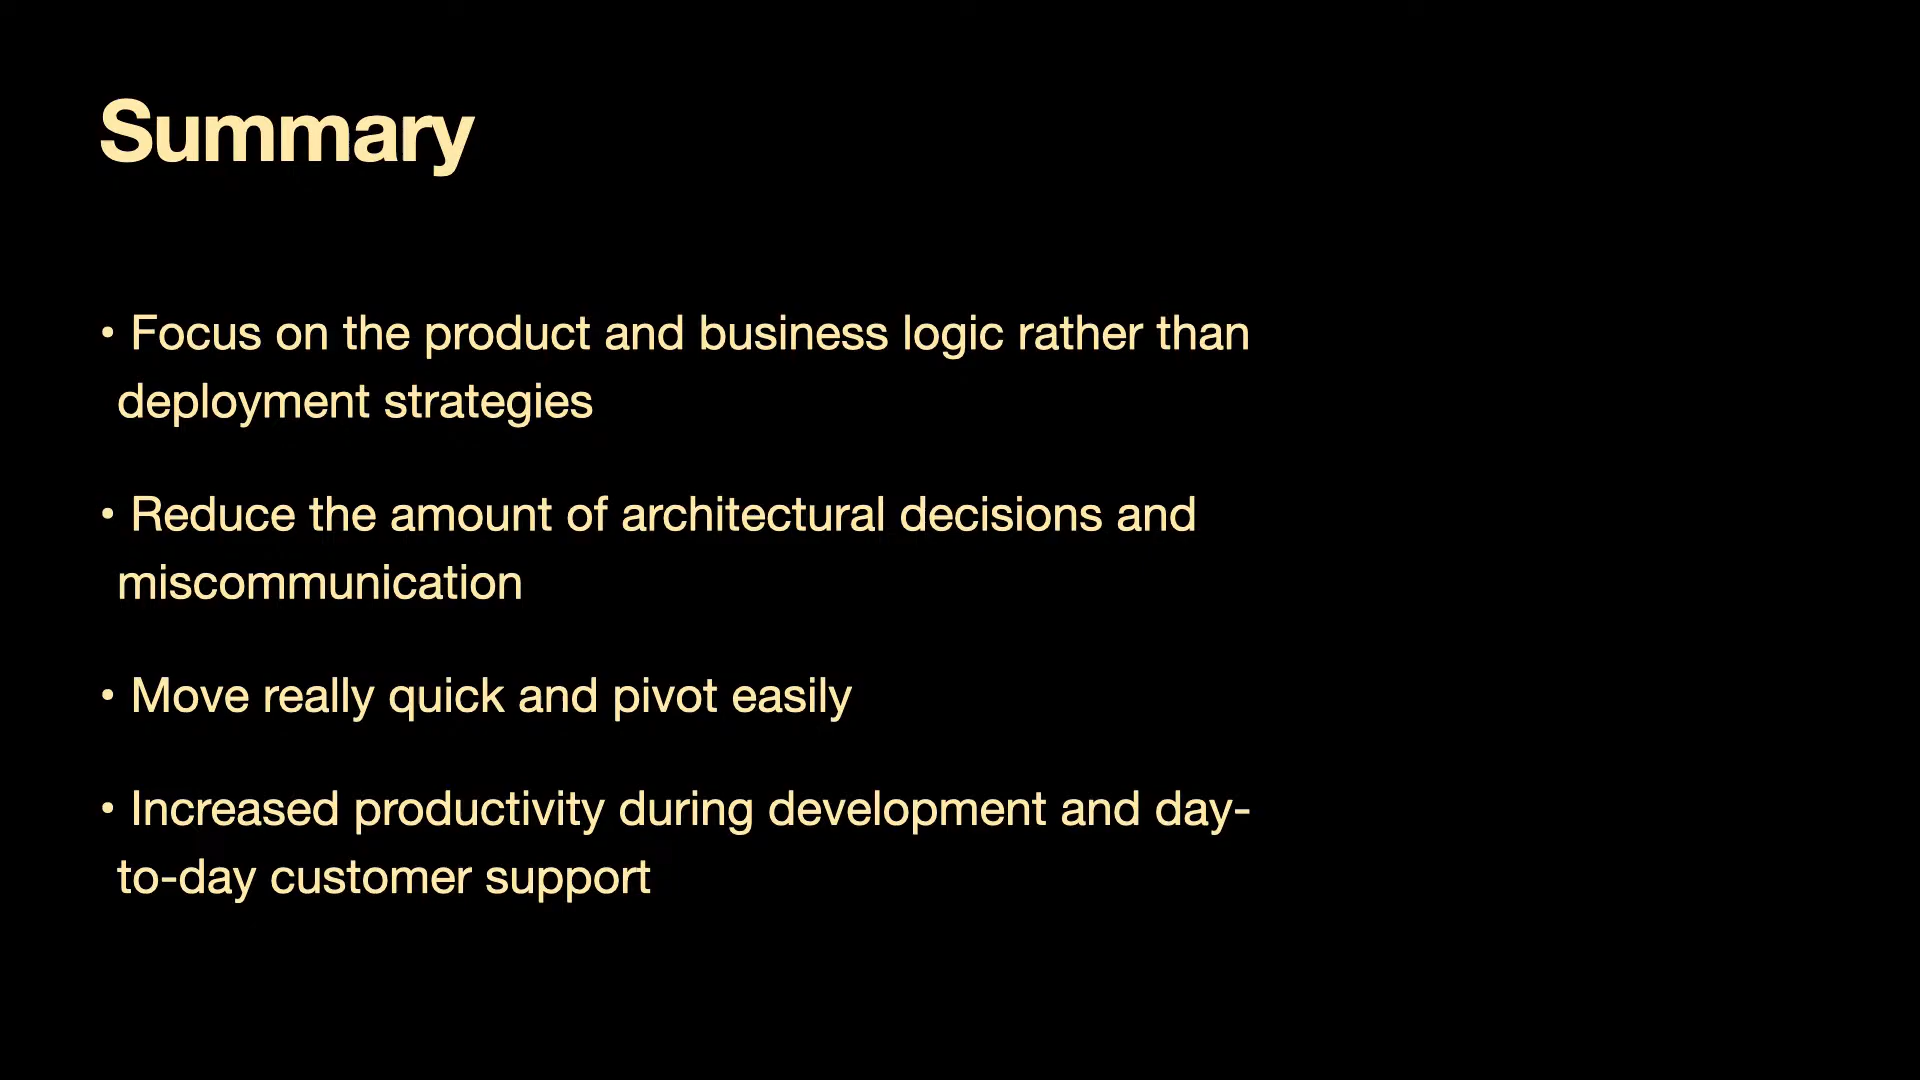 Summary
• Focus on the product and business logic rather than
deployment strategies
• Reduce the amount of architectural decisions and
miscommunication
• Move really quick and pivot easily
• Increased productivity during development and day-
to-day customer support